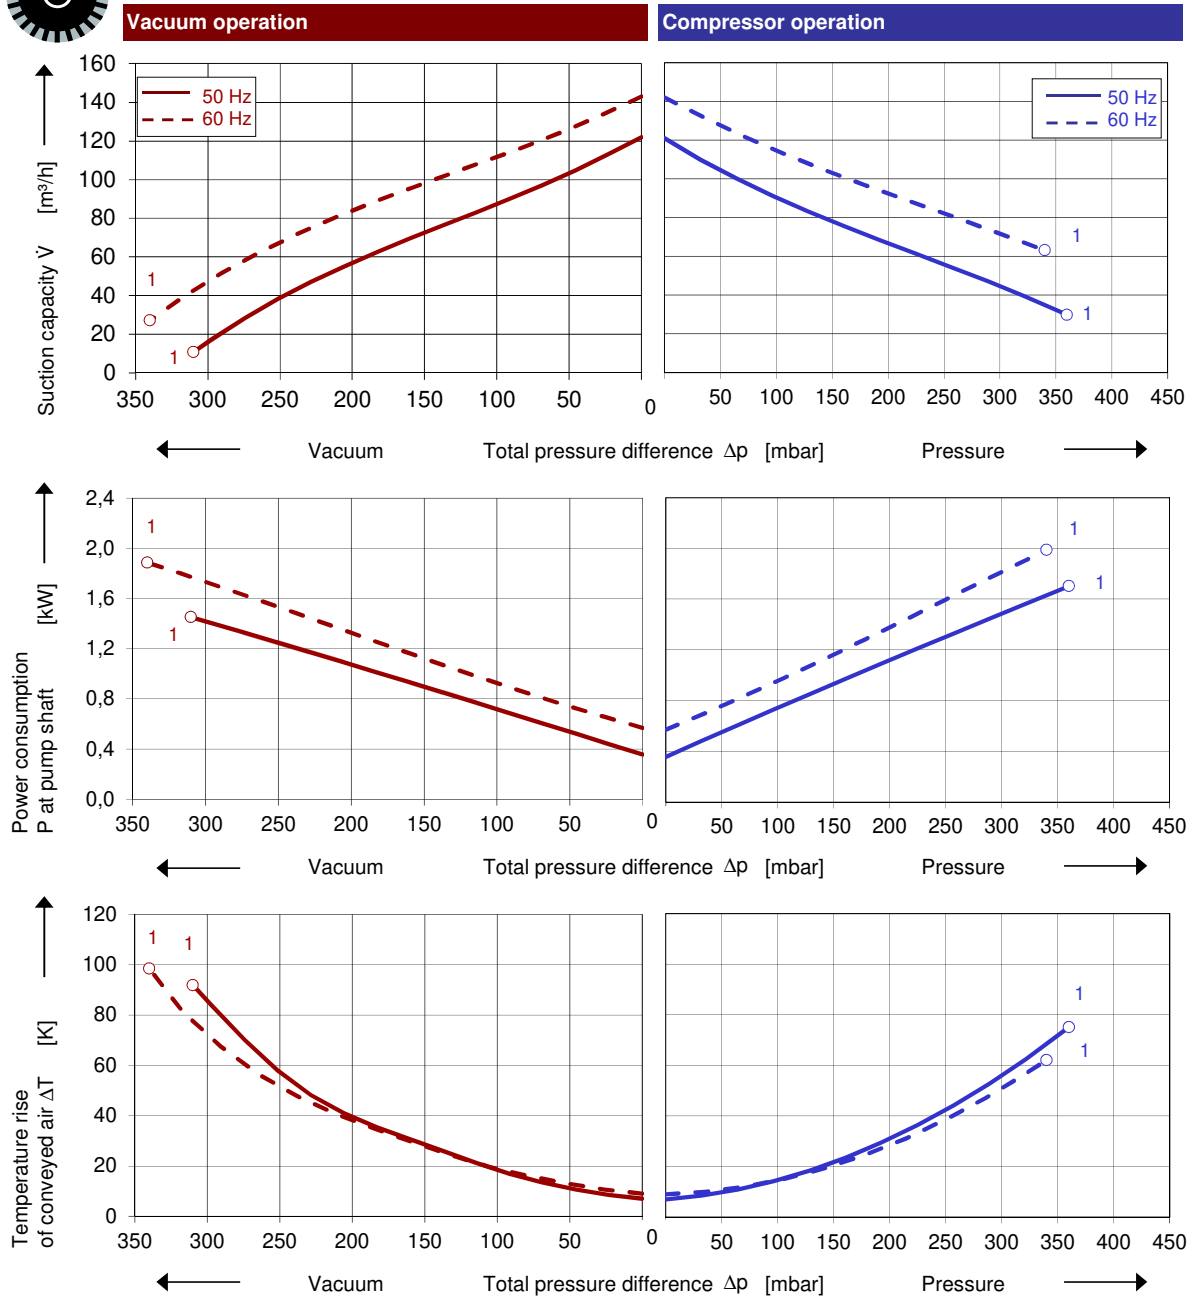 Vacuum operation
Compressor operation
Suction capacity V̇ [m³/h]
160
140
120
100
80
60
40
20
0
50 Hz
60 Hz
1
1
350 300 250 200 150 100 50 0
50 Hz
60 Hz
1
1
50 100 150 200 250 300 350 400 450
Vacuum Total pressure difference Δp [mbar] Pressure
Power consumption
P at pump shaft [kW]
2,4
2,0
1,6
1,2
0,8
0,4
0,0
1
1
350 300 250 200 150 100 50 0
1
1
50 100 150 200 250 300 350 400 450
Vacuum Total pressure difference Δp [mbar] Pressure
Temperature rise
of conveyed air ΔT [K]
120
100
80
60
40
20
0
1 1
350 300 250 200 150 100 50 0
1
1
50 100 150 200 250 300 350 400 450
Vacuum Total pressure difference Δp [mbar] Pressure